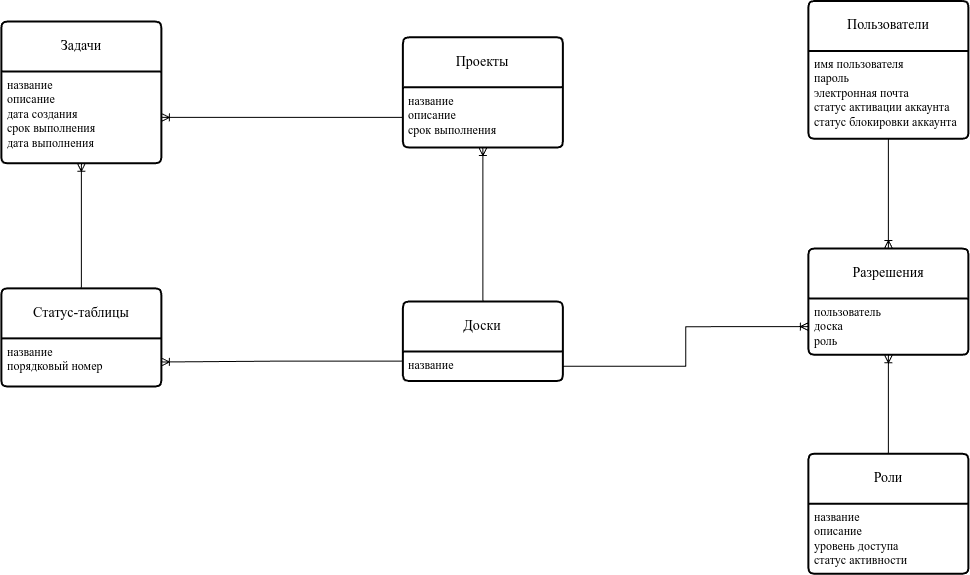 Задачи
название
описание
дата создания
срок выполнения
дата выполнения
Проекты
название
описание
срок выполнения
Пользователи
имя пользователя
пароль
электронная почта
статус активации аккаунта
статус блокировки аккаунта
Статус-таблицы
название
порядковый номер
Доски
название
Разрешения
пользователь
доска
роль
Роли
название
описание
уровень доступа
статус активности